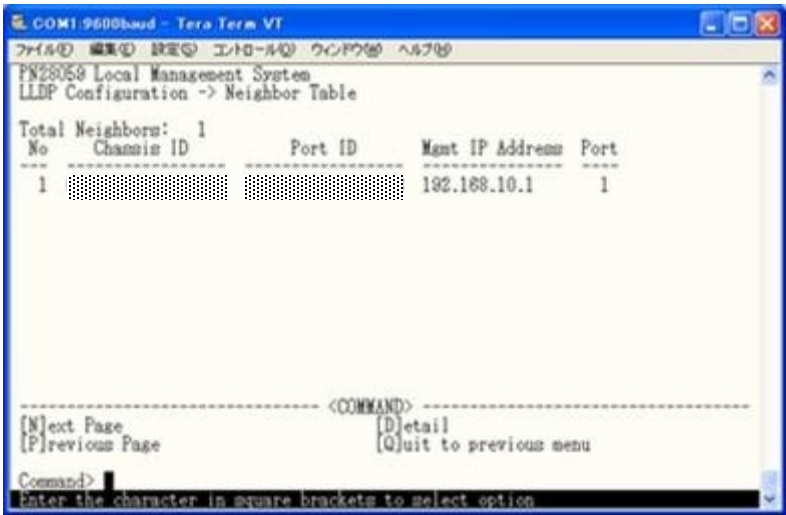 COM1:9600baud - Tera Term VT
ファイル(F) 編集(E) 設定(S) コントロール(O) ウィンドウ(W) ヘルプ(H)
PN28059 Local Management System
LLDP Configuration -> Neighbor Table
Total Neighbors: 1
No Chassis ID Port ID Mgmt IP Address Port
--- ----------------- ----------------- --------------- ----
1 192.168.10.1 1
-------------------------------- <COMMAND> -----------------------------------
[N]ext Page [D]etail
[P]revious Page [Q]uit to previous menu
Command>
Enter the character in square brackets to select option